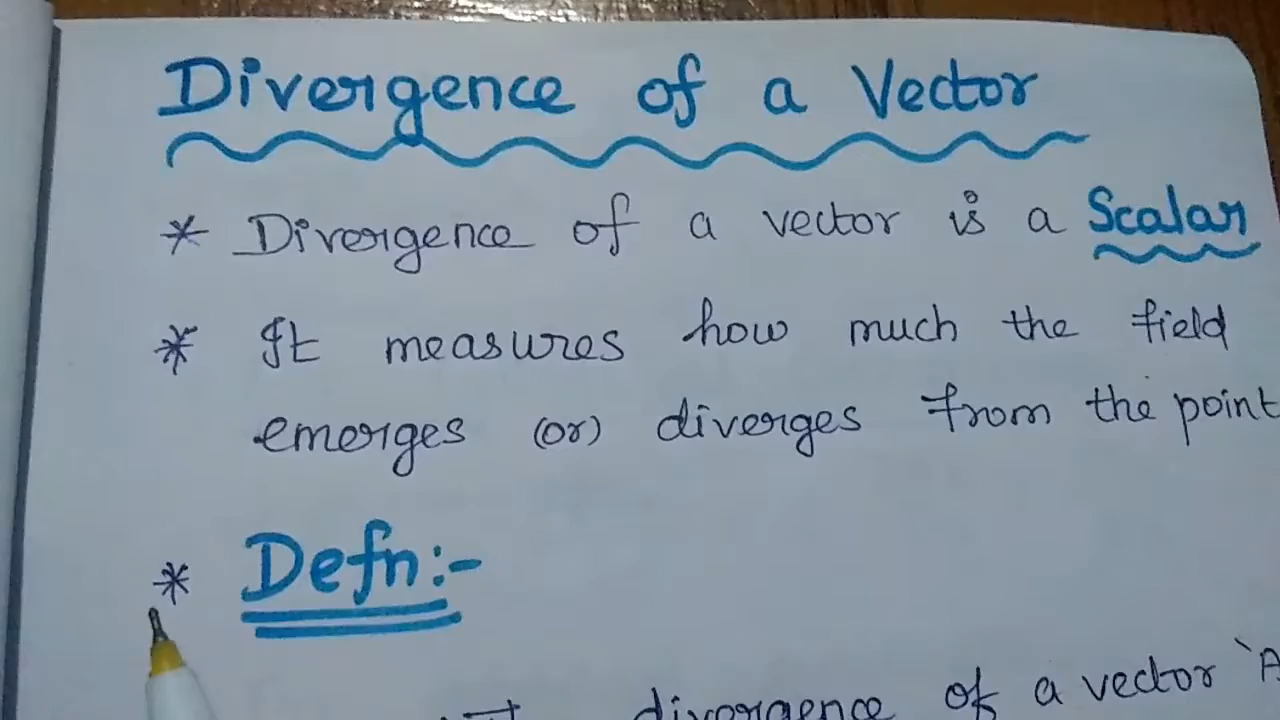 Divergence of a Vector
* Divergence of a vector is a Scalar
* It measures how much the field
emerges (or) diverges from the point
* Defn:-
divergence of a vector 'A